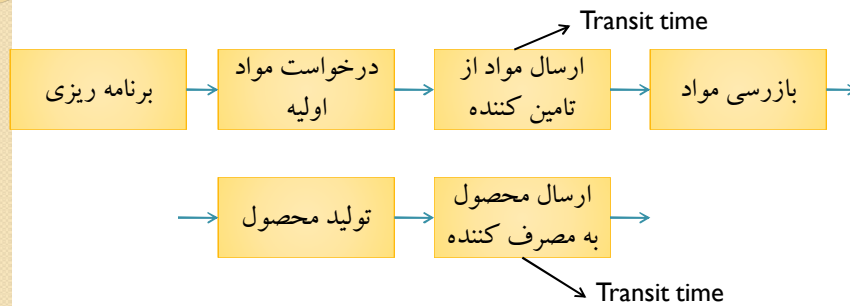 Transit time
برنامه ریزی
درخواست مواد
اولیه
ارسال مواد از
تامین کننده
بازرسی مواد
تولید محصول
ارسال محصول
به مصرف کننده
Transit time